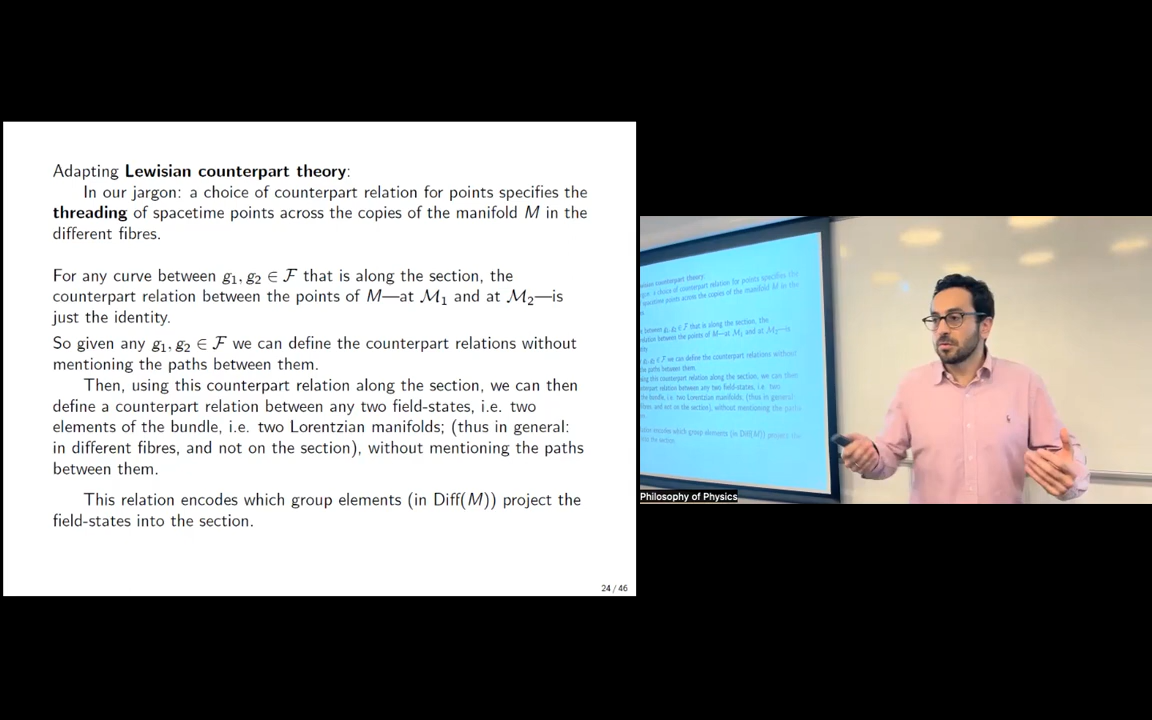 Adapting Lewisian counterpart theory:
In our jargon: a choice of counterpart relation for points specifies the
threading of spacetime points across the copies of the manifold M in the
different fibres.
For any curve between g₁, g₂ ∈ ℱ that is along the section, the
counterpart relation between the points of M—at ℳ₁ and at ℳ₂—is
just the identity.
So given any g₁, g₂ ∈ ℱ we can define the counterpart relations without
mentioning the paths between them.
Then, using this counterpart relation along the section, we can then
define a counterpart relation between any two field-states, i.e. two
elements of the bundle, i.e. two Lorentzian manifolds; (thus in general:
in different fibres, and not on the section), without mentioning the paths
between them.
This relation encodes which group elements (in Diff(M)) project the
field-states into the section.
24 / 46
Philosophy of Physics